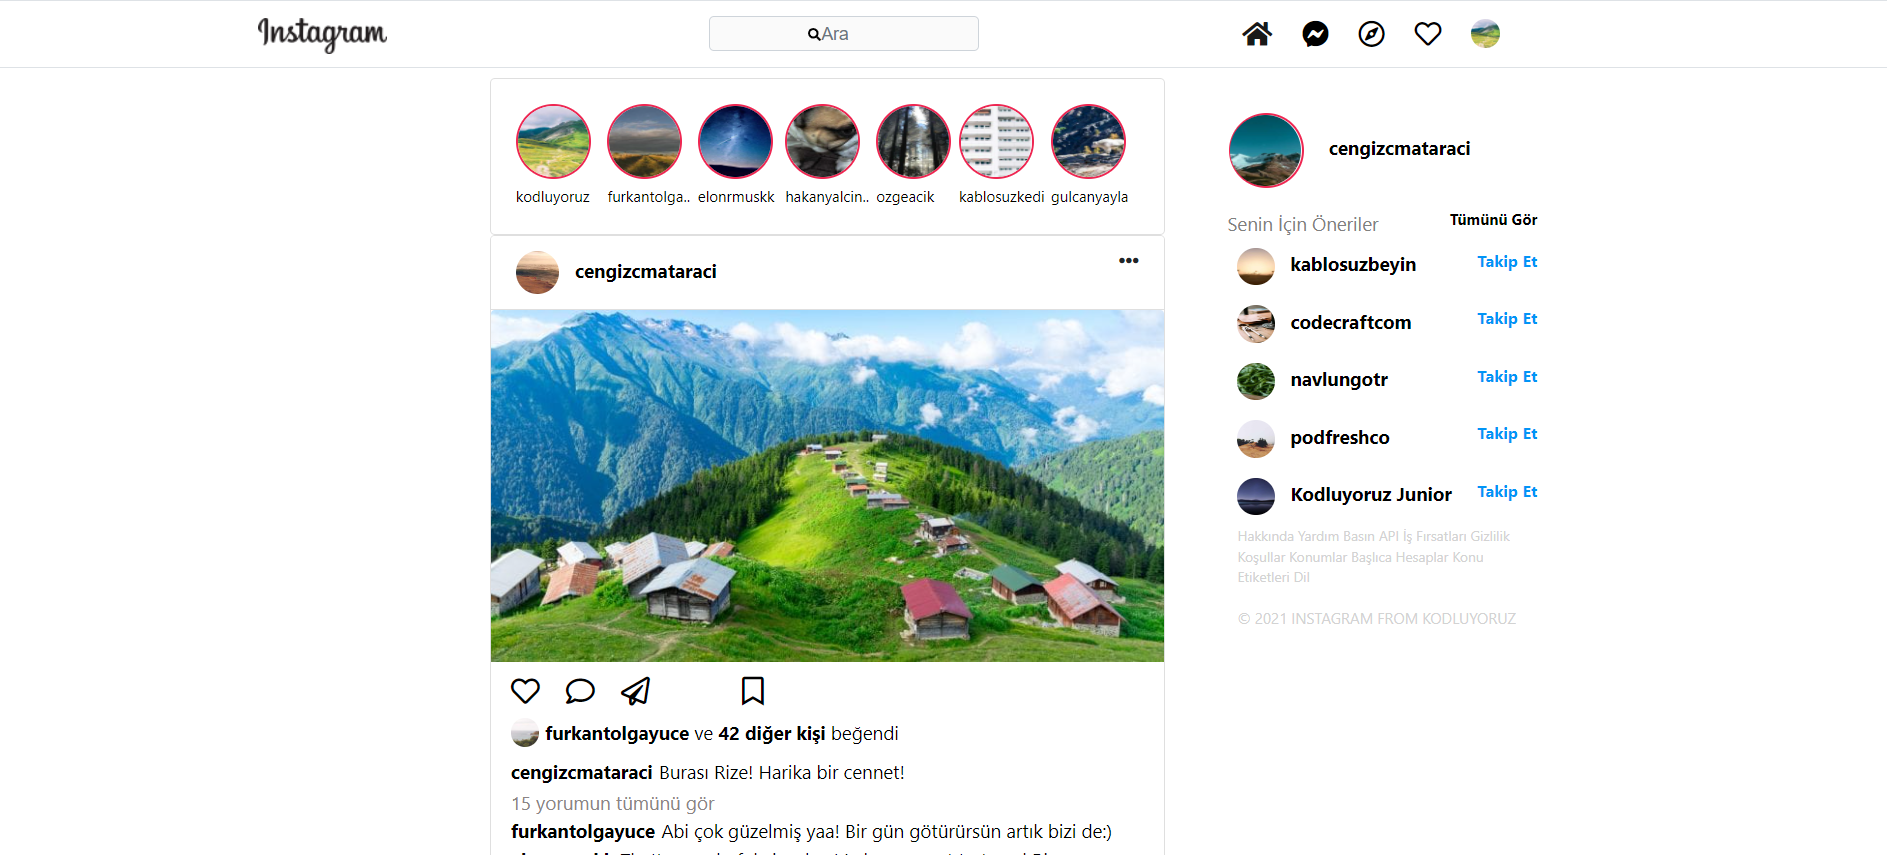 Instagram
Ara
kodluyoruz furkantolga.. elonrmuskk hakanyalcin.. ozgeacik kablosuzkedi gulcanyayla
cengizcmataraci
cengizcmataraci
Senin İçin Öneriler Tümünü Gör
kablosuzbeyin Takip Et
codecraftcom Takip Et
navlungotr Takip Et
podfreshco Takip Et
Kodluyoruz Junior Takip Et
Hakkında Yardım Basın API İş Fırsatları Gizlilik
Koşullar Konumlar Başlıca Hesaplar Konu
Etiketleri Dil
© 2021 INSTAGRAM FROM KODLUYORUZ
furkantolgayuce ve 42 diğer kişi beğendi
cengizcmataraci Burası Rize! Harika bir cennet!
15 yorumun tümünü gör
furkantolgayuce Abi çok güzelmiş yaa! Bir gün götürürsün artık bizi de:)